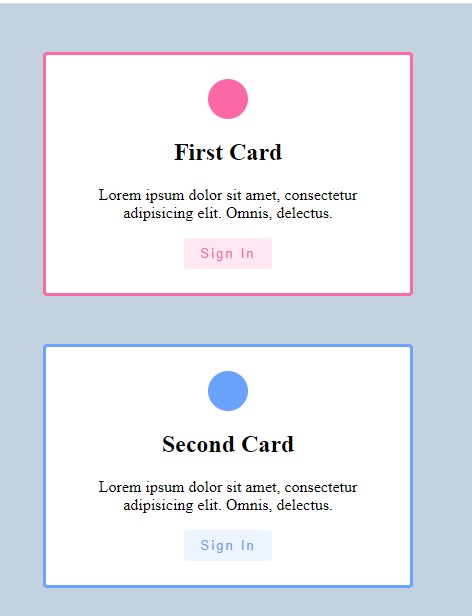 First Card
Lorem ipsum dolor sit amet, consectetur
adipisicing elit. Omnis, delectus.
Sign In
Second Card
Lorem ipsum dolor sit amet, consectetur
adipisicing elit. Omnis, delectus.
Sign In